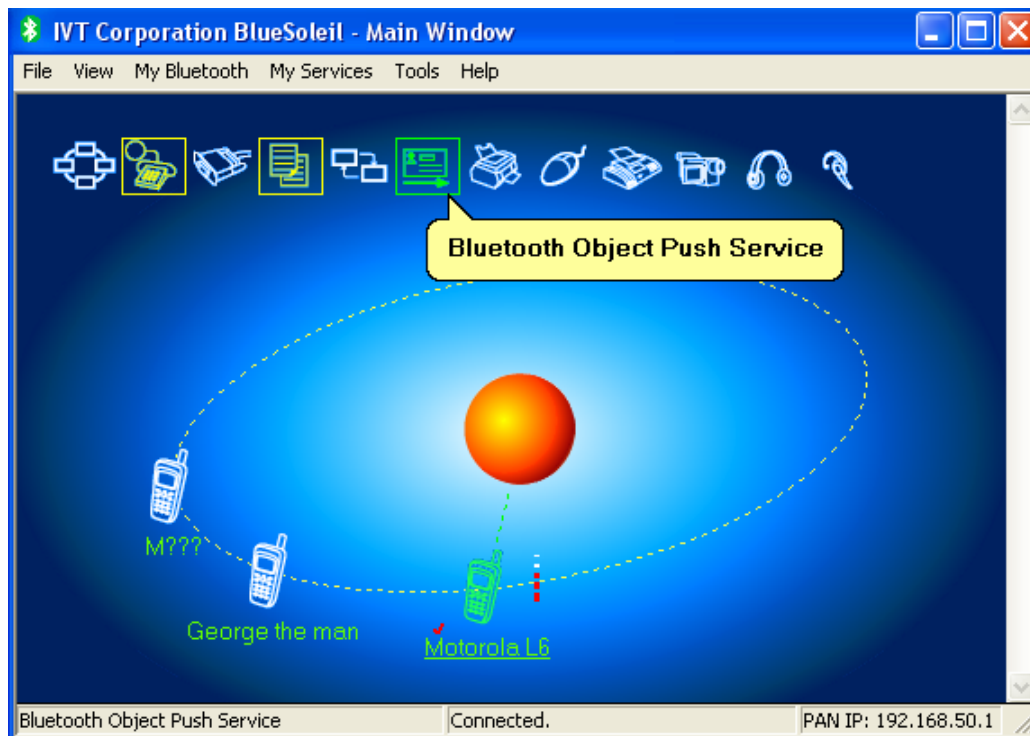 IVT Corporation BlueSoleil - Main Window
File View My Bluetooth My Services Tools Help
Bluetooth Object Push Service
M???
George the man
Motorola L6
Bluetooth Object Push Service Connected. PAN IP: 192.168.50.1